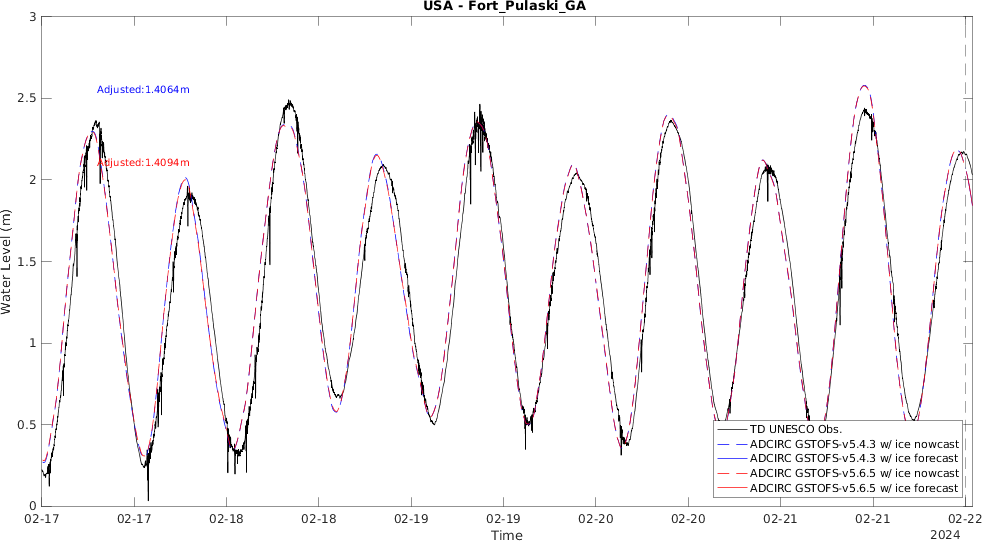 USA - Fort_Pulaski_GA
3
Adjusted:1.4064m
2.5
Adjusted:1.4094m
2
1.5
Water Level (m)
1
0.5
TD UNESCO Obs.
ADCIRC GSTOFS-v5.4.3 w/ ice nowcast
ADCIRC GSTOFS-v5.4.3 w/ ice forecast
ADCIRC GSTOFS-v5.6.5 w/ ice nowcast
ADCIRC GSTOFS-v5.6.5 w/ ice forecast
0
02-17 02-17 02-18 02-18 02-19 02-19 02-20 02-20 02-21 02-21 02-22
Time
2024